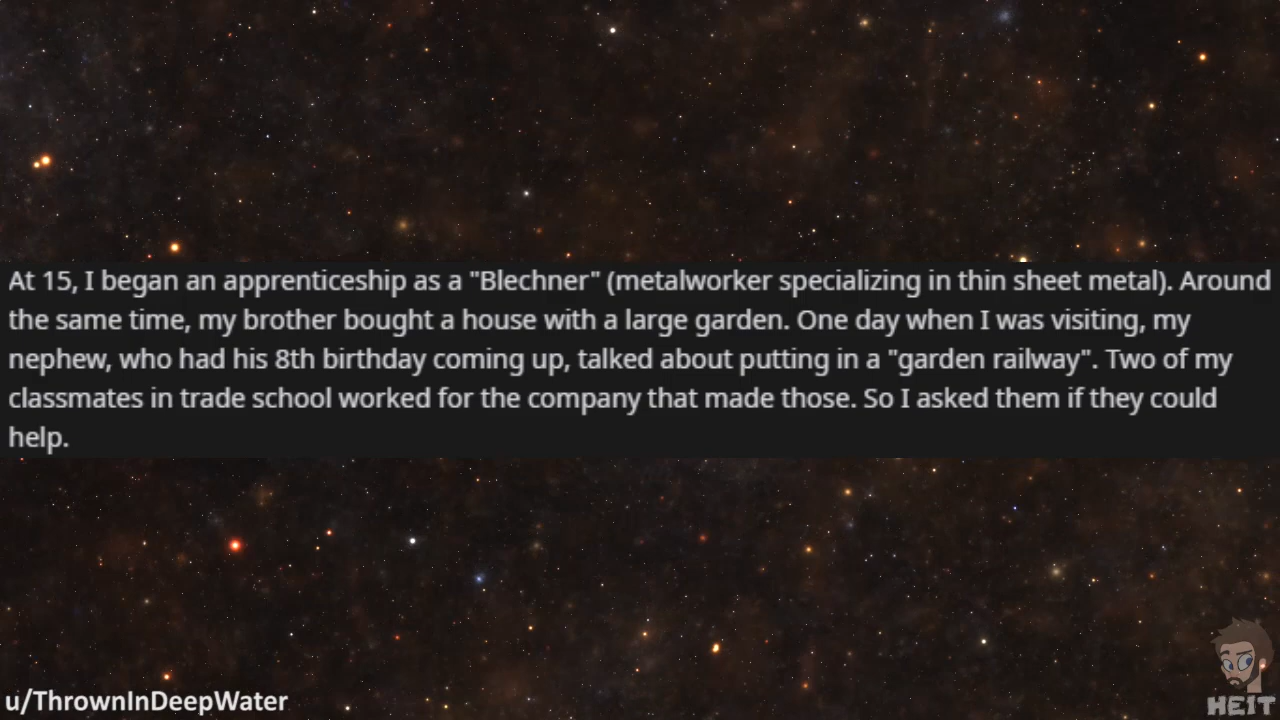 At 15, I began an apprenticeship as a "Blechner" (metalworker specializing in thin sheet metal). Around
the same time, my brother bought a house with a large garden. One day when I was visiting, my
nephew, who had his 8th birthday coming up, talked about putting in a "garden railway". Two of my
classmates in trade school worked for the company that made those. So I asked them if they could
help.
u/ThrownInDeepWater
HEIT